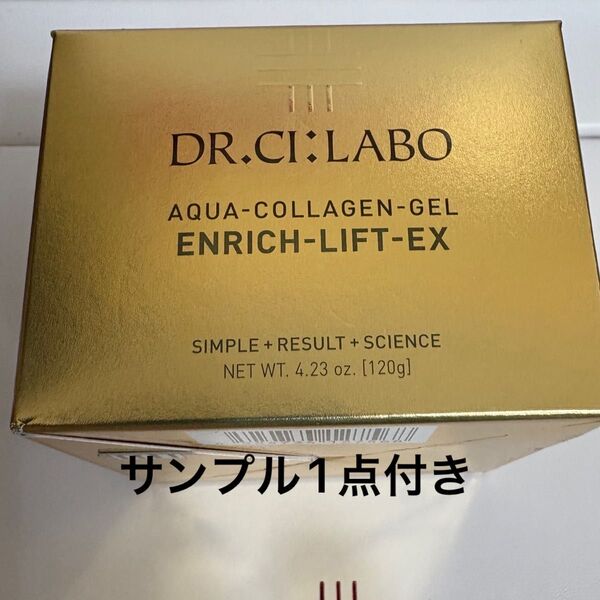 DR.CI:LABO
AQUA-COLLAGEN-GEL
ENRICH-LIFT-EX
SIMPLE + RESULT + SCIENCE
NET WT. 4.23 oz. [120g]
サンプル1点付き